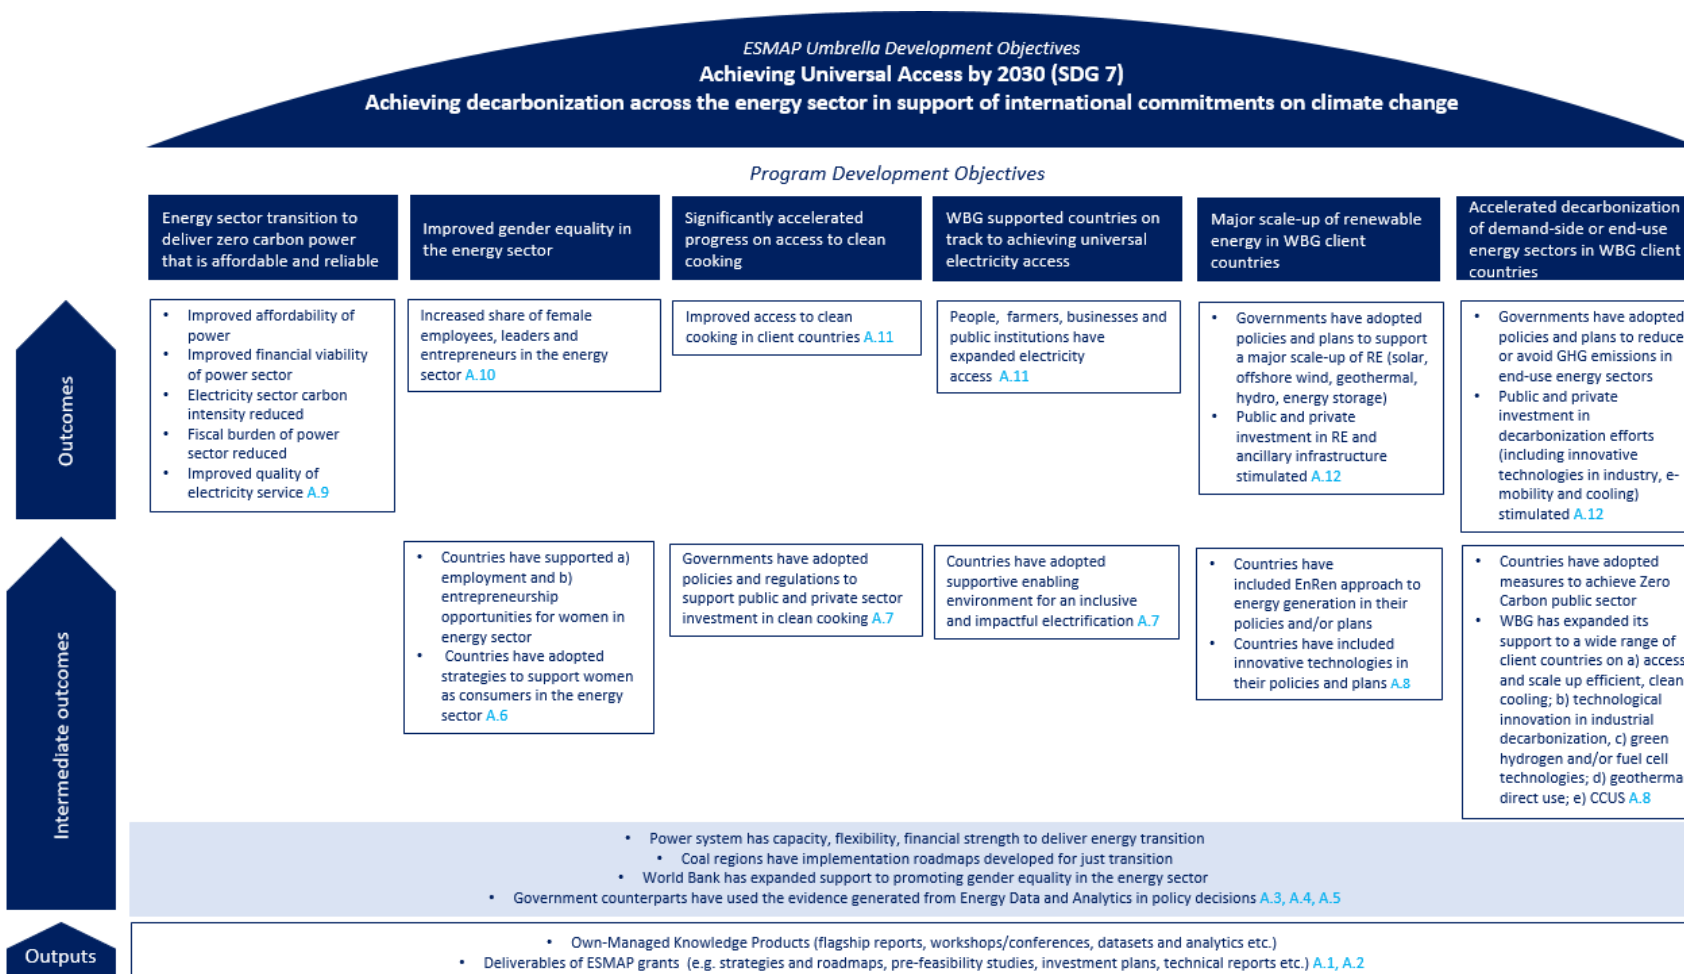 ESMAP Umbrella Development Objectives
Achieving Universal Access by 2030 (SDG 7)
Achieving decarbonization across the energy sector in support of international commitments on climate change
Program Development Objectives
Energy sector transition to
deliver zero carbon power
that is affordable and reliable
Improved gender equality in
the energy sector
Significantly accelerated
progress on access to clean
cooking
WBG supported countries on
track to achieving universal
electricity access
Major scale-up of renewable
energy in WBG client
countries
Accelerated decarbonization
of demand-side or end-use
energy sectors in WBG client
countries
Outcomes
• Improved affordability of
power
• Improved financial viability
of power sector
• Electricity sector carbon
intensity reduced
• Fiscal burden of power
sector reduced
• Improved quality of
electricity service A.9
Increased share of female
employees, leaders and
entrepreneurs in the energy
sector A.10
Improved access to clean
cooking in client countries A.11
People, farmers, businesses and
public institutions have
expanded electricity
access A.11
• Governments have adopted
policies and plans to support
a major scale-up of RE (solar,
offshore wind, geothermal,
hydro, energy storage)
• Public and private
investment in RE and
ancillary infrastructure
stimulated A.12
• Governments have adopted
policies and plans to reduce
or avoid GHG emissions in
end-use energy sectors
• Public and private
investment in
decarbonization efforts
(including innovative
technologies in industry, e-
mobility and cooling)
stimulated A.12
Intermediate outcomes
• Countries have supported a)
employment and b)
entrepreneurship
opportunities for women in
energy sector
• Countries have adopted
strategies to support women
as consumers in the energy
sector A.6
Governments have adopted
policies and regulations to
support public and private sector
investment in clean cooking A.7
Countries have adopted
supportive enabling
environment for an inclusive
and impactful electrification A.7
• Countries have
included EnRen approach to
energy generation in their
policies and/or plans
• Countries have included
innovative technologies in
their policies and plans A.8
• Countries have adopted
measures to achieve Zero
Carbon public sector
• WBG has expanded its
support to a wide range of
client countries on a) access
and scale up efficient, clean
cooling; b) technological
innovation in industrial
decarbonization, c) green
hydrogen and/or fuel cell
technologies; d) geotherma
direct use; e) CCUS A.8
• Power system has capacity, flexibility, financial strength to deliver energy transition
• Coal regions have implementation roadmaps developed for just transition
• World Bank has expanded support to promoting gender equality in the energy sector
• Government counterparts have used the evidence generated from Energy Data and Analytics in policy decisions A.3, A.4, A.5
Outputs
• Own-Managed Knowledge Products (flagship reports, workshops/conferences, datasets and analytics etc.)
• Deliverables of ESMAP grants (e.g. strategies and roadmaps, pre-feasibility studies, investment plans, technical reports etc.) A.1, A.2